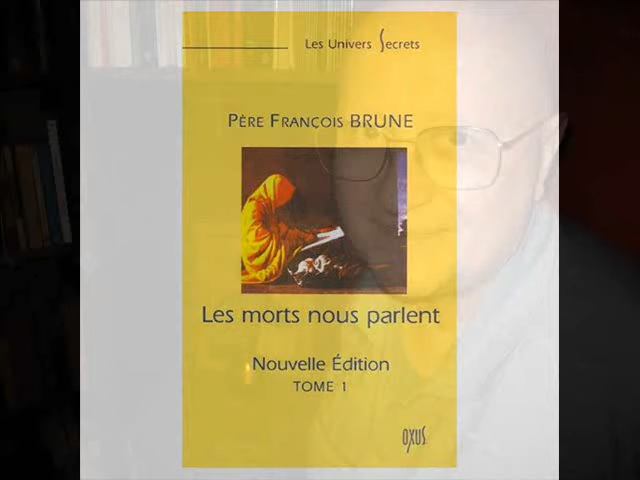 Les Univers Secrets
PÈRE FRANÇOIS BRUNE
Les morts nous parlent
Nouvelle Édition
TOME 1
OXUS